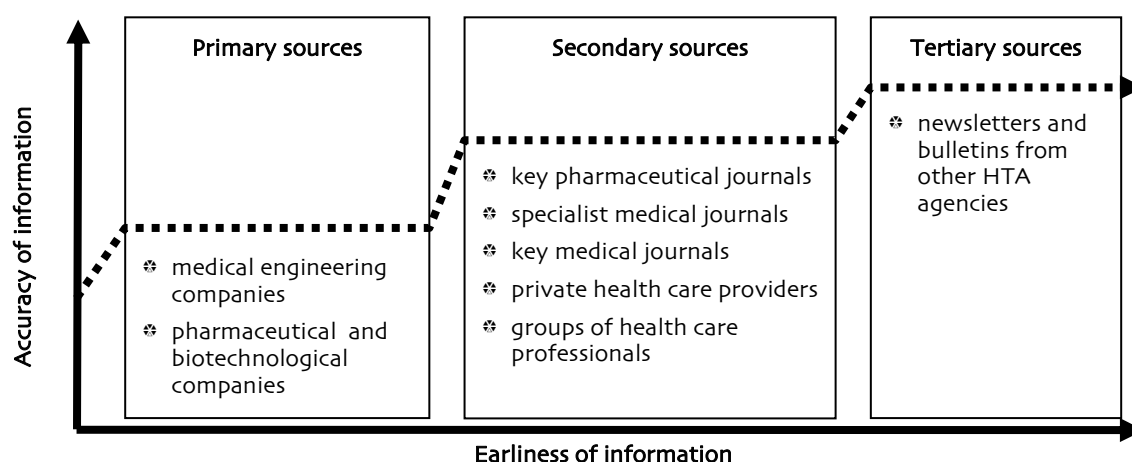 Primary sources
medical engineering
companies
pharmaceutical and
biotechnological
companies
Secondary sources
key pharmaceutical journals
specialist medical journals
key medical journals
private health care providers
groups of health care
professionals
Tertiary sources
newsletters and
bulletins from
other HTA
agencies
Accuracy of information
Earliness of information